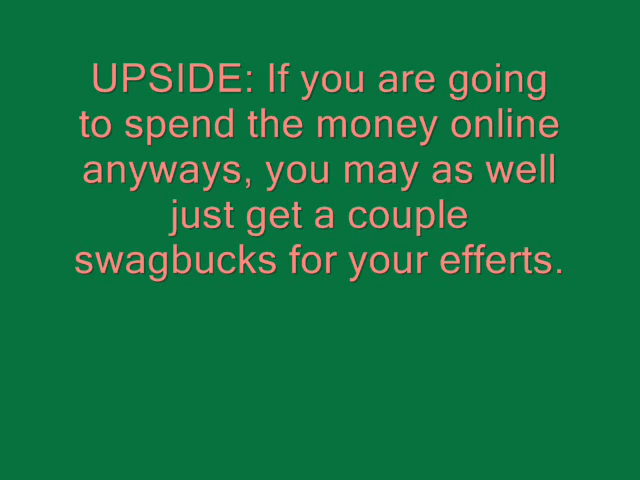 UPSIDE: If you are going
to spend the money online
anyways, you may as well
just get a couple
swagbucks for your efferts.